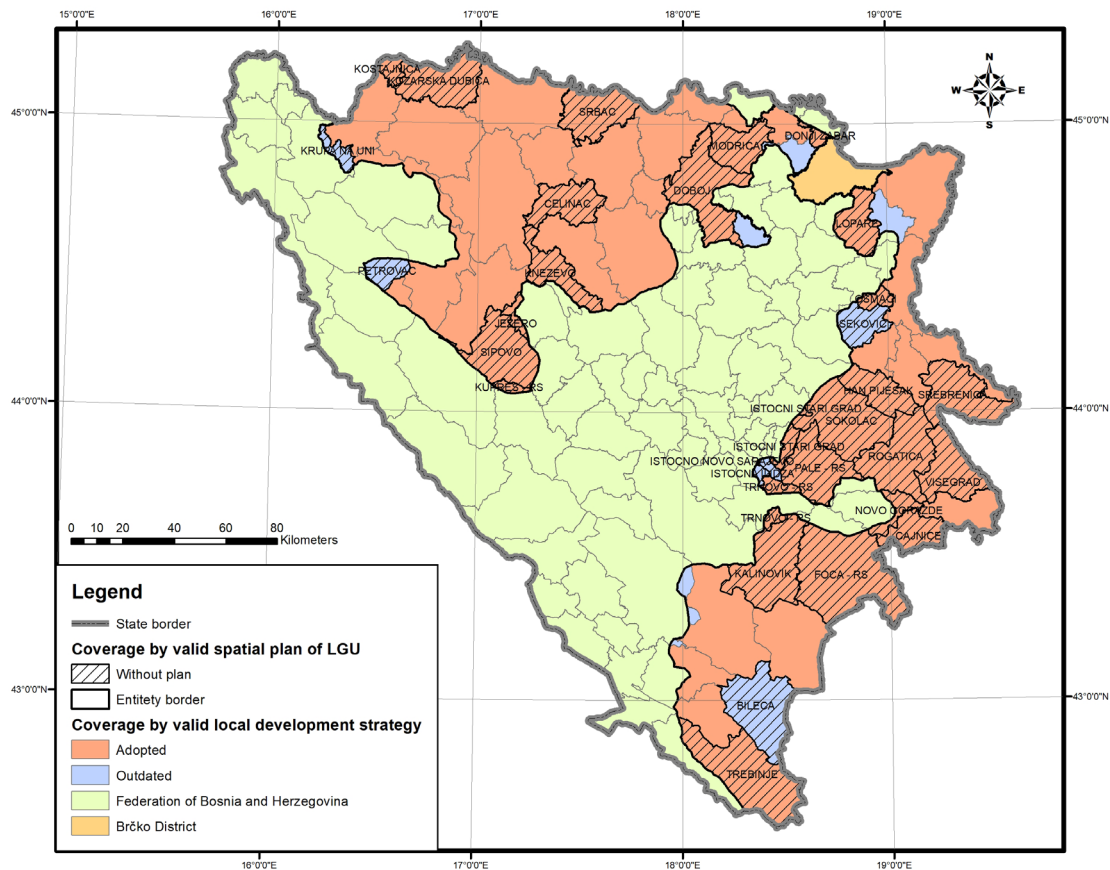 15°0'0"E 16°0'0"E 17°0'0"E 18°0'0"E 19°0'0"E
N
W E
S
45°0'0"N 45°0'0"N
44°0'0"N 44°0'0"N
43°0'0"N 43°0'0"N
KOSTAJNICA
KOZARSKA DUBICA
SRBAC
DONJI ZABAR
MODRICA
KRUPA NA UNI
DOBOJ
CELINAC
LOPARE
PETROVAC
KNEZEVO
OSMACI
JEZERO
SEKOVICI
SIPOVO
KUPRES - RS
HAN PIJESAK
SREBRENIC
ISTOCNI STARI GRAD
SOKOLAC
ISTOCNI STARI GRAD
ROGATICA
ISTOCNO NOVO SARAJEVO
PALE - RS
ISTOCNA ILIDZA
VISEGRAD
TRNOVO - RS
NOVO GORAZDE
TRNOVO - RS
CAJNICE
KALINOVIK
FOCA - RS
BILECA
TREBINJE
0 10 20 40 60 80
Kilometers
Legend
State border
Coverage by valid spatial plan of LGU
Without plan
Entitety border
Coverage by valid local development strategy
Adopted
Outdated
Federation of Bosnia and Herzegovina
Brčko District
16°0'0"E 17°0'0"E 18°0'0"E 19°0'0"E